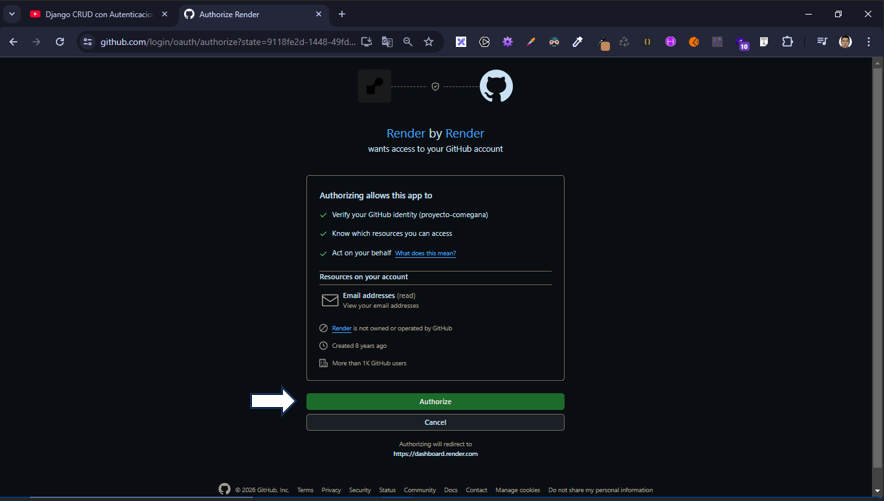 Django CRUD con Autenticacio
Authorize Render
github.com/login/oauth/authorize?state=9118fe2d-1448-49fd...
10
Render by Render
wants access to your GitHub account
Authorizing allows this app to
Verify your GitHub identity (proyecto-comegana)
Know which resources you can access
Act on your behalf What does this mean?
Resources on your account
Email addresses (read)
View your email addresses
Render is not owned or operated by GitHub
Created 8 years ago
More than 1K GitHub users
Authorize
Cancel
Authorizing will redirect to
https://dashboard.render.com
© 2026 GitHub, Inc. Terms Privacy Security Status Community Docs Contact Manage cookies Do not share my personal information